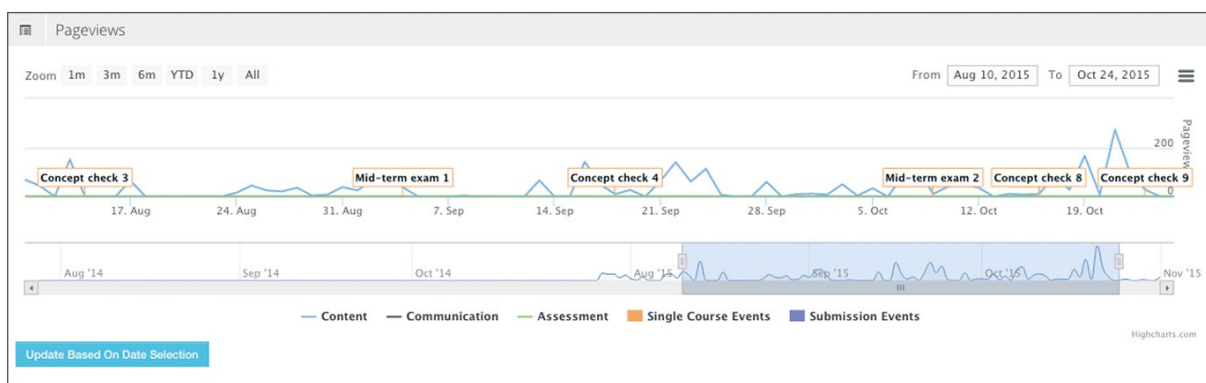 Pageviews
Zoom 1m 3m 6m YTD 1y All From Aug 10, 2015 To Oct 24, 2015
200
Pageview
Concept check 3 Mid-term exam 1 Concept check 4 Mid-term exam 2 Concept check 8 Concept check 9
0
17. Aug 24. Aug 31. Aug 7. Sep 14. Sep 21. Sep 28. Sep 5. Oct 12. Oct 19. Oct
Aug '14 Sep '14 Oct '14 Aug '15 Sep '15 Oct '15 Nov '15
Content Communication Assessment Single Course Events Submission Events
Highcharts.com
Update Based On Date Selection